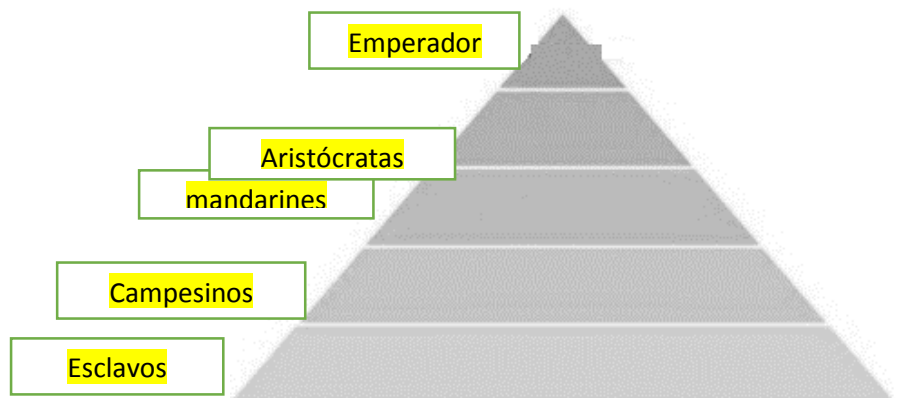 Emperador
Aristócratas
mandarines
Campesinos
Esclavos